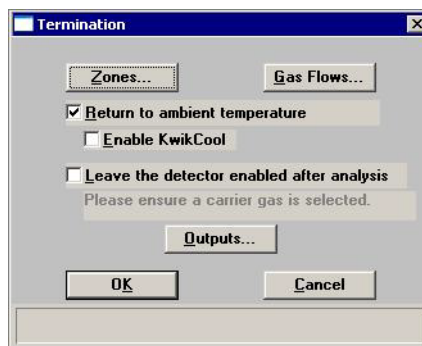 Termination
Zones... Gas Flows...
Return to ambient temperature
Enable KwikCool
Leave the detector enabled after analysis
Please ensure a carrier gas is selected.
Outputs...
OK Cancel